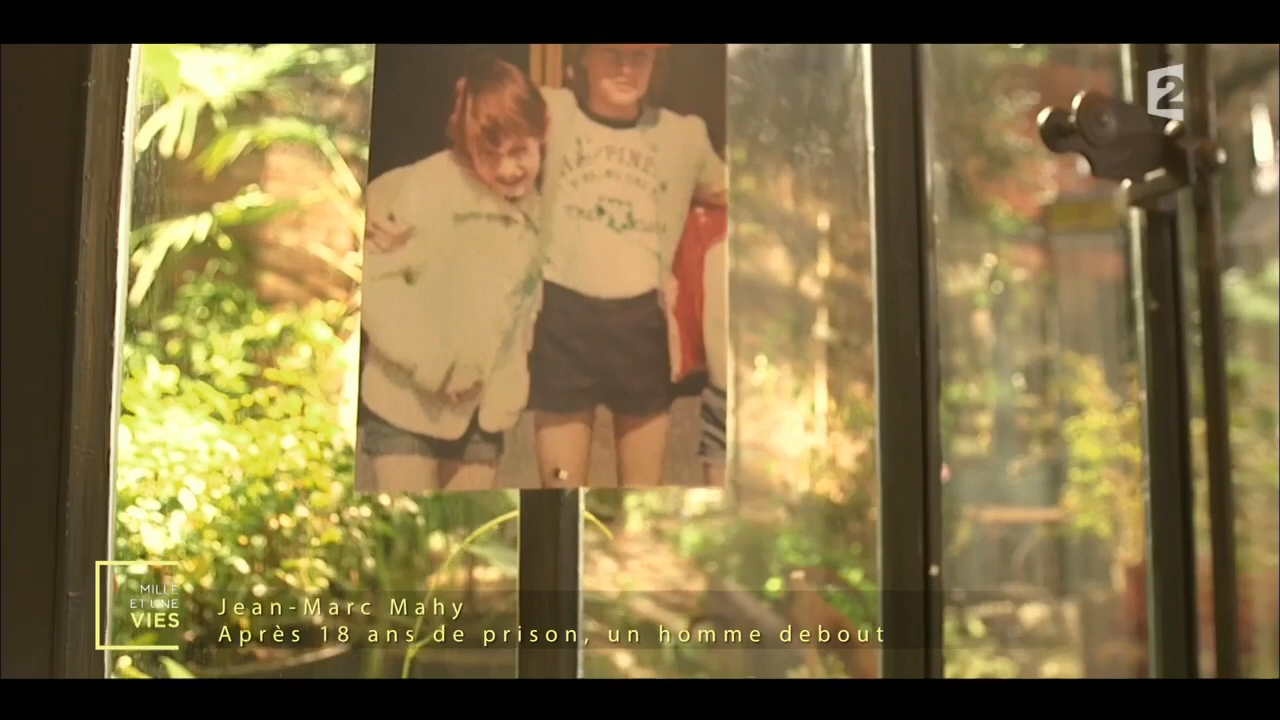 2
MILLE
ET UNE
VIES
Jean-Marc Mahy
Après 18 ans de prison, un homme debout